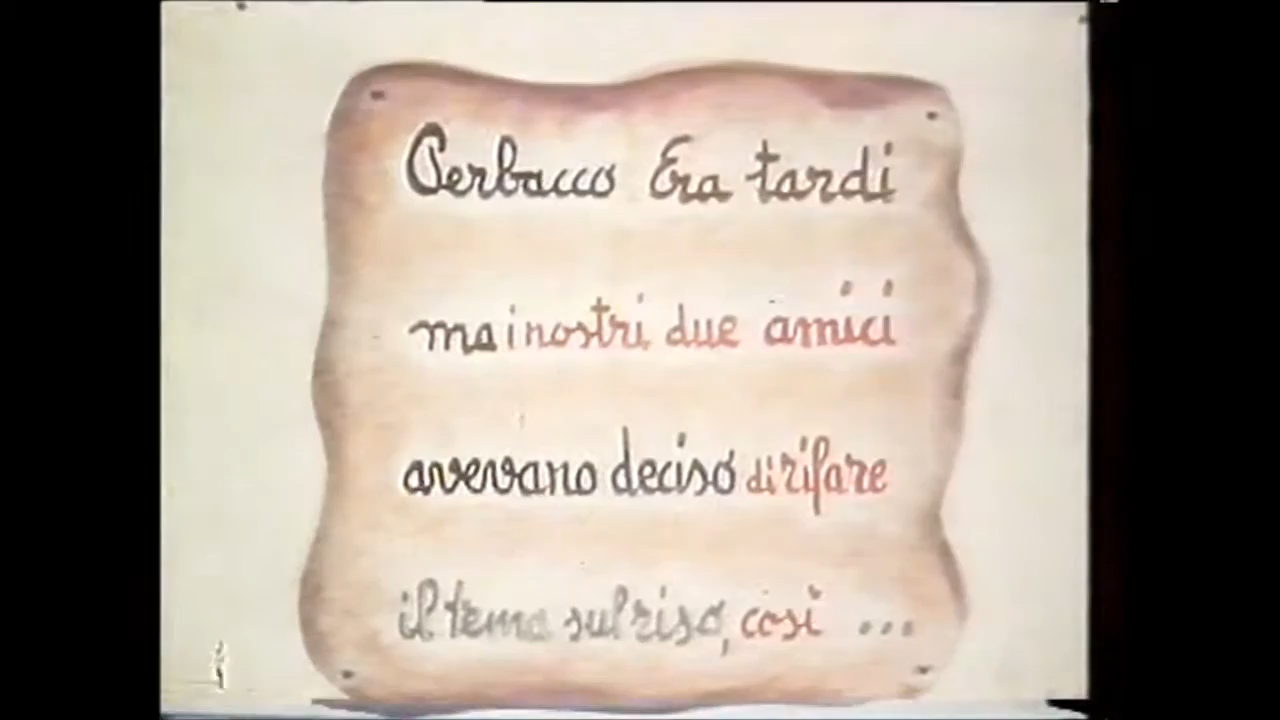 Perbacco Era tardi
ma i nostri due amici
avevano deciso di rifare
il tema sul riso, così ...